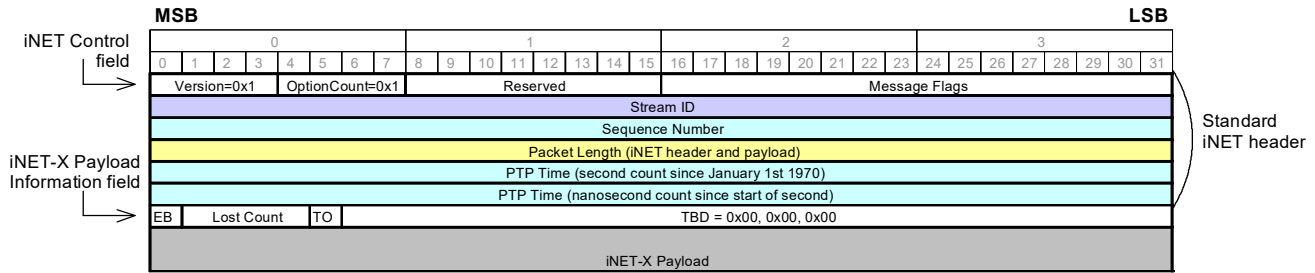 MSB LSB
iNET Control
field
0 1 2 3
0 1 2 3 4 5 6 7 8 9 10 11 12 13 14 15 16 17 18 19 20 21 22 23 24 25 26 27 28 29 30 31
Version=0x1 OptionCount=0x1 Reserved Message Flags
Stream ID
Sequence Number
Packet Length (iNET header and payload)
PTP Time (second count since January 1st 1970)
PTP Time (nanosecond count since start of second)
Standard
iNET header
iNET-X Payload
Information field
EB Lost Count TO TBD = 0x00, 0x00, 0x00
iNET-X Payload